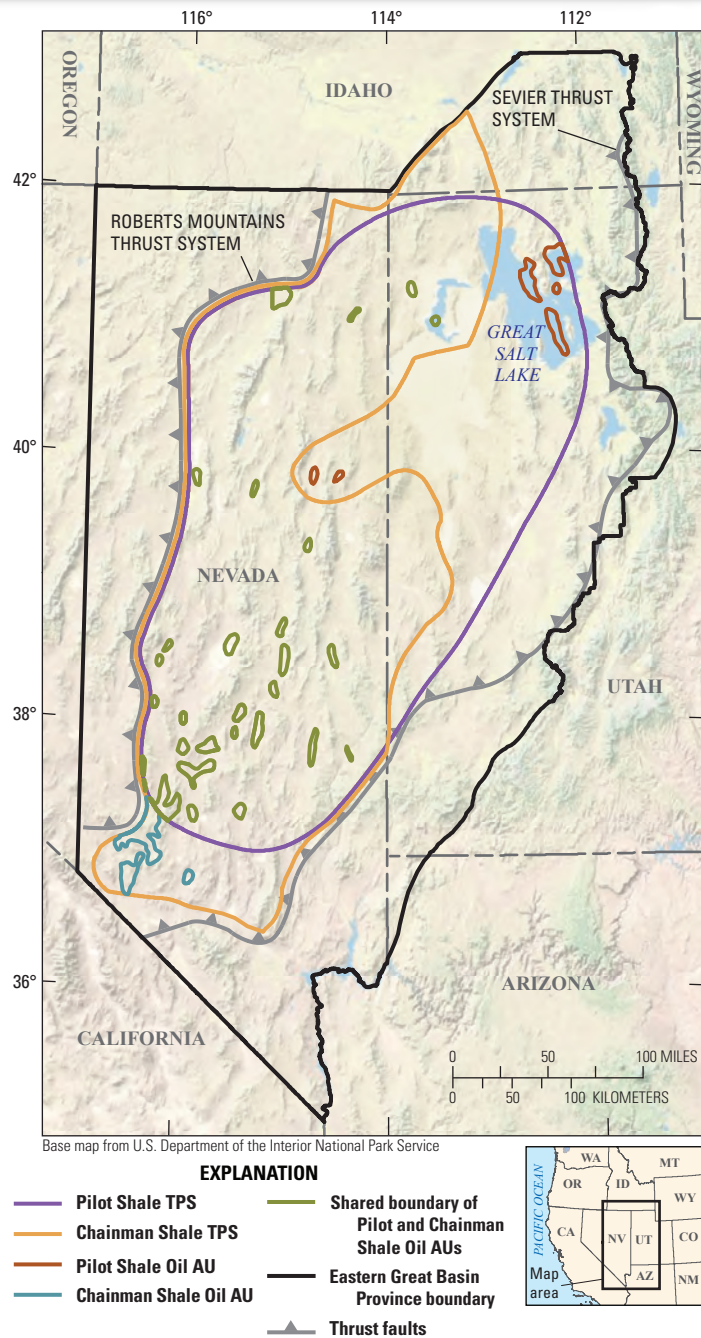 116°
114°
112°
OREGON
IDAHO
WYOMING
SEVIER THRUST
SYSTEM
42°
ROBERTS MOUNTAINS
THRUST SYSTEM
GREAT
SALT
LAKE
40°
NEVADA
UTAH
38°
36°
ARIZONA
CALIFORNIA
0 50 100 MILES
0 50 100 KILOMETERS
Base map from U.S. Department of the Interior National Park Service
EXPLANATION
Pilot Shale TPS
Chainman Shale TPS
Pilot Shale Oil AU
Chainman Shale Oil AU
Shared boundary of
Pilot and Chainman
Shale Oil AUs
Eastern Great Basin
Province boundary
Thrust faults
PACIFIC OCEAN
WA
MT
OR
ID
WY
CA
NV
UT
CO
AZ
NM
Map
area